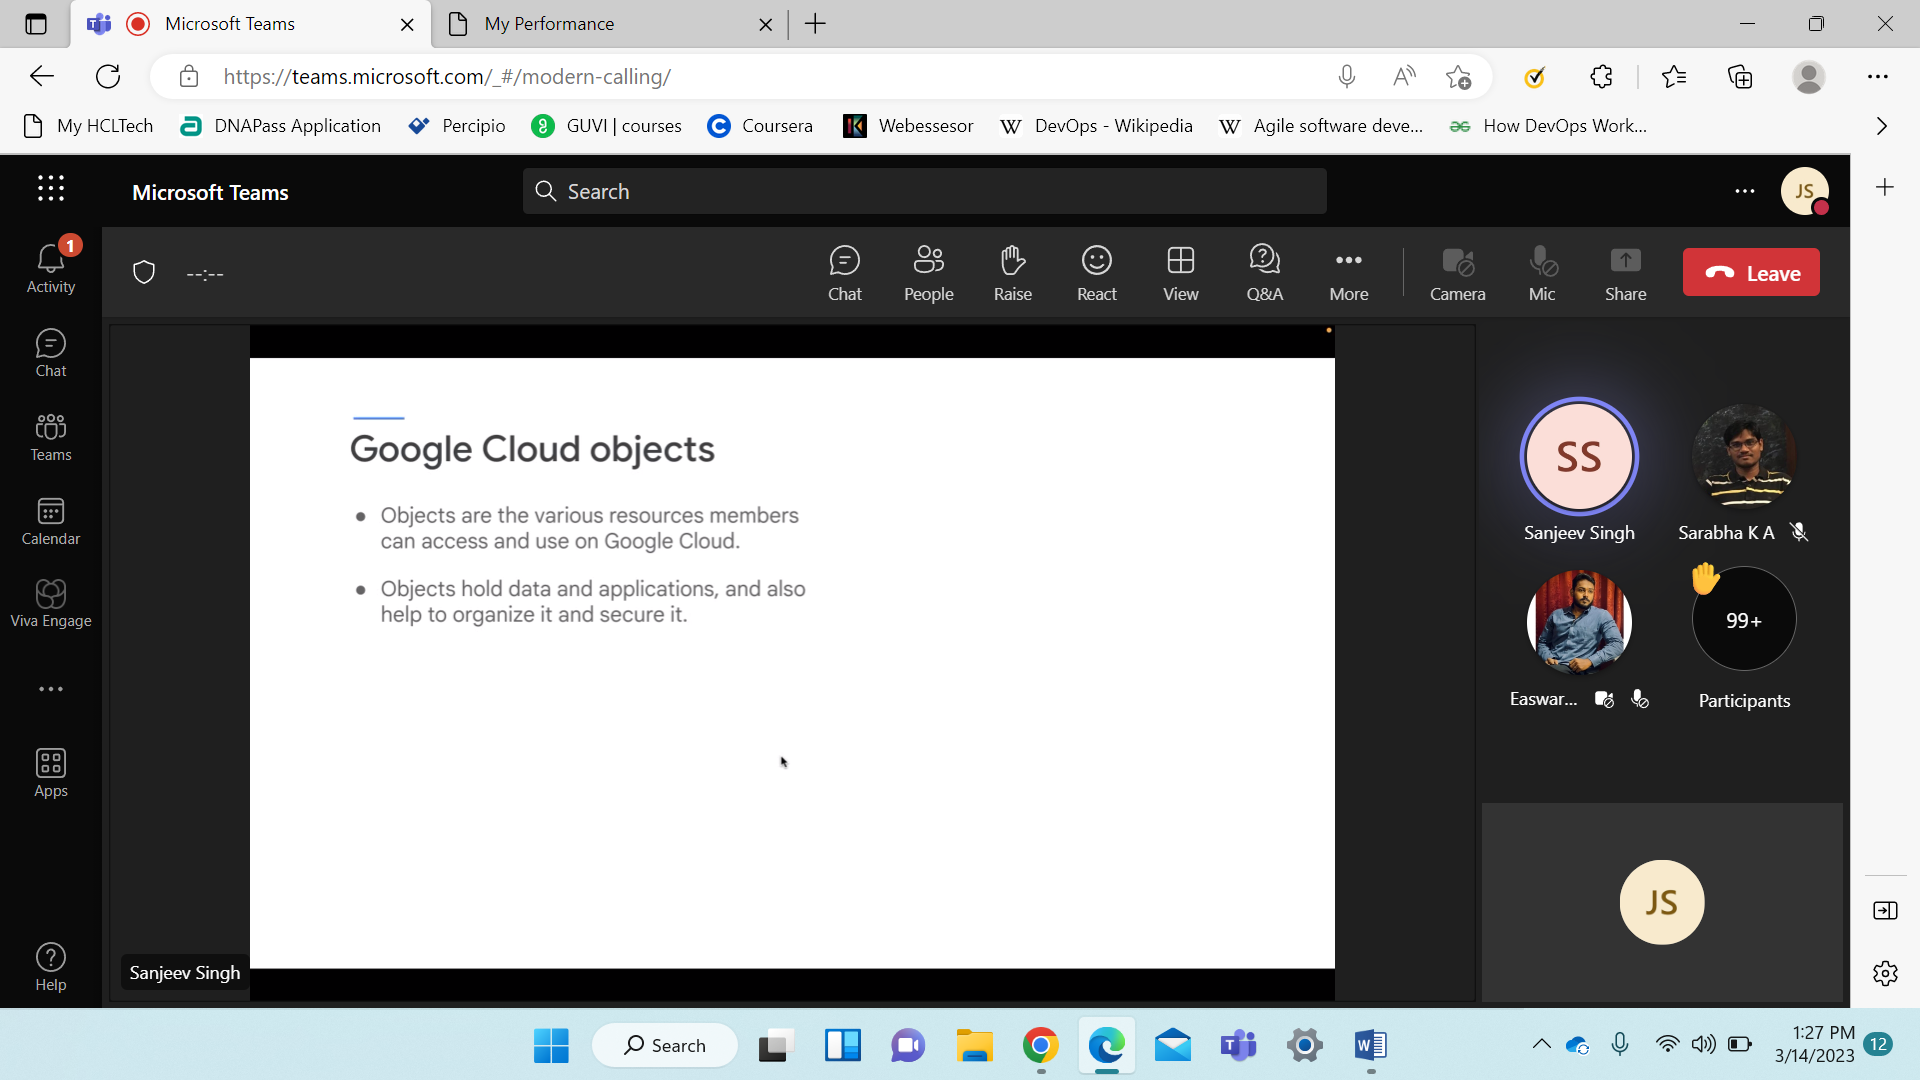 Microsoft Teams
My Performance
https://teams.microsoft.com/_#/modern-calling/
My HCLTech
DNAPass Application
Percipio
GUVI | courses
Coursera
Webessesor
DevOps - Wikipedia
Agile software deve...
How DevOps Work...
Microsoft Teams
Search
JS
1
Activity
Chat
Teams
Calendar
Viva Engage
Apps
Help
--:--
Chat
People
Raise
React
View
Q&A
More
Camera
Mic
Share
Leave
Google Cloud objects
● Objects are the various resources members
can access and use on Google Cloud.
● Objects hold data and applications, and also
help to organize it and secure it.
Sanjeev Singh
SS
Sanjeev Singh
Sarabha K A
Easwar...
99+
Participants
JS
Search
1:27 PM
3/14/2023
12